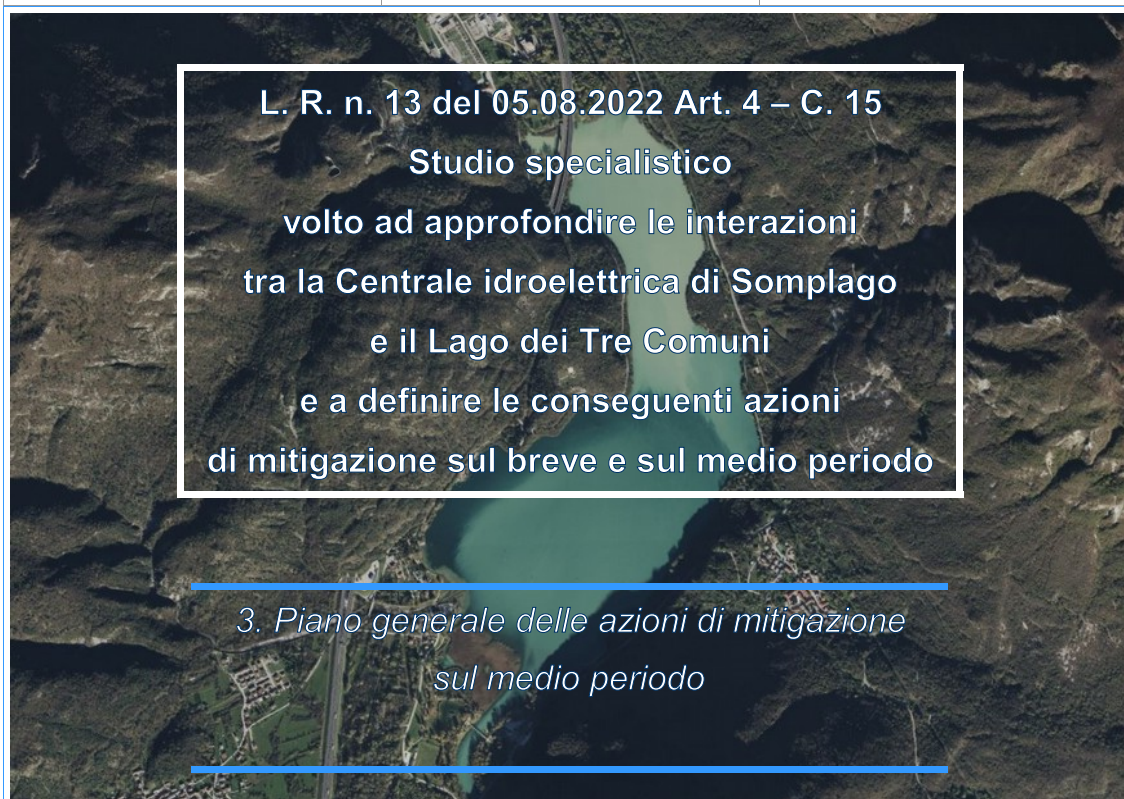 L. R. n. 13 del 05.08.2022 Art. 4 – C. 15
Studio specialistico
volto ad approfondire le interazioni
tra la Centrale idroelettrica di Somplago
e il Lago dei Tre Comuni
e a definire le conseguenti azioni
di mitigazione sul breve e sul medio periodo
3. Piano generale delle azioni di mitigazione
sul medio periodo